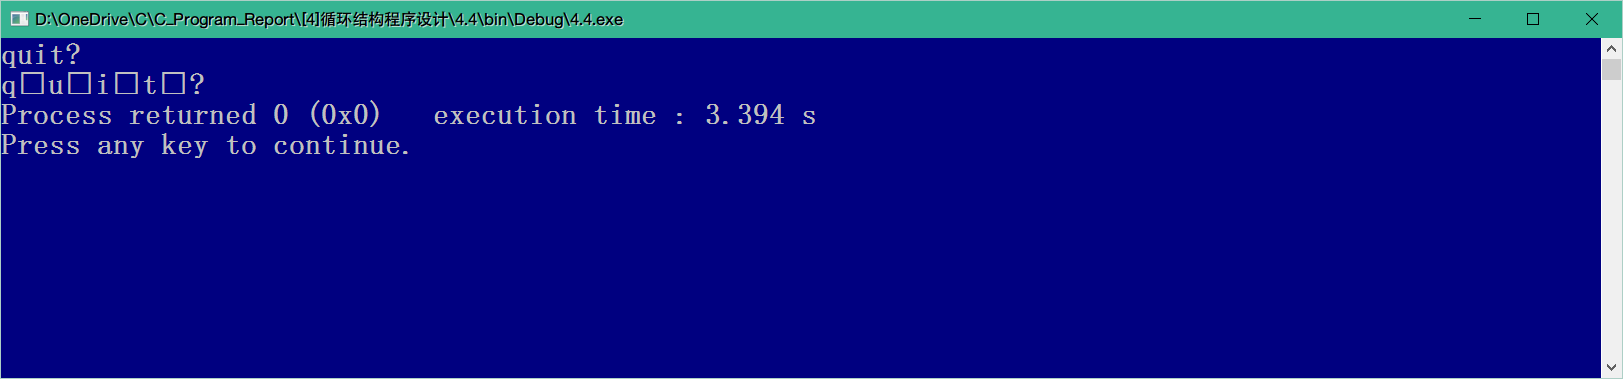 D:\OneDrive\C\C_Program_Report\[4]循环结构程序设计\4.4\bin\Debug\4.4.exe
quit?
q□u□i□t□?
Process returned 0 (0x0)   execution time : 3.394 s
Press any key to continue.